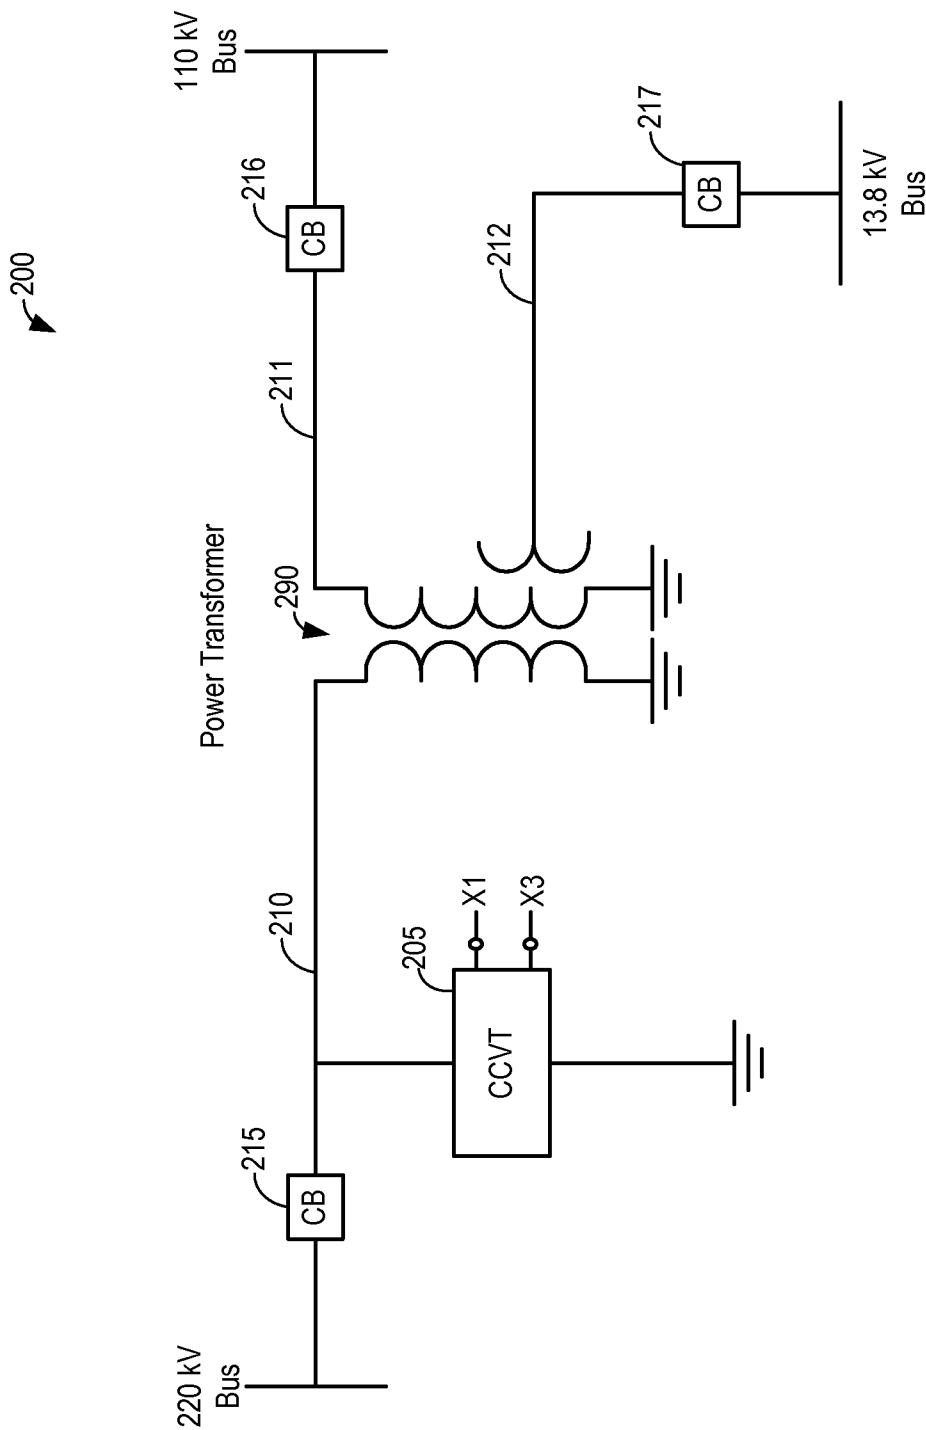 200
220 kV
Bus
CB
215
210
CCVT
205
X1
X3
Power Transformer
290
211
CB
216
110 kV
Bus
212
CB
217
13.8 kV
Bus